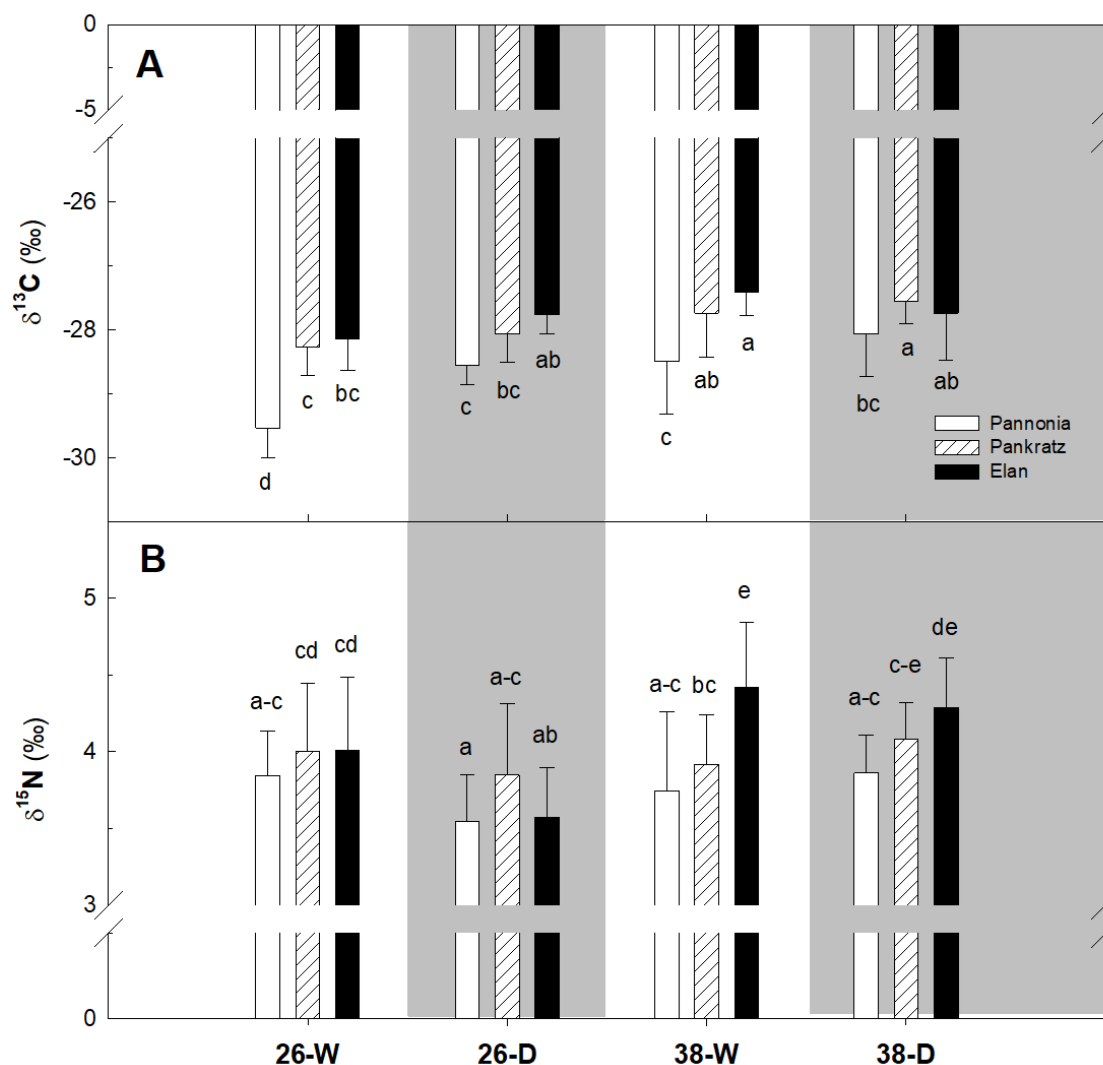 0
A
-5
-26
δ¹³C (‰)
-28
-30
d
c
bc
c
bc
ab
c
ab
a
bc
a
ab
Pannonia
Pankratz
Elan
B
5
δ¹⁵N (‰)
4
3
0
a-c
cd
cd
a
a-c
ab
a-c
bc
e
a-c
c-e
de
26-W
26-D
38-W
38-D